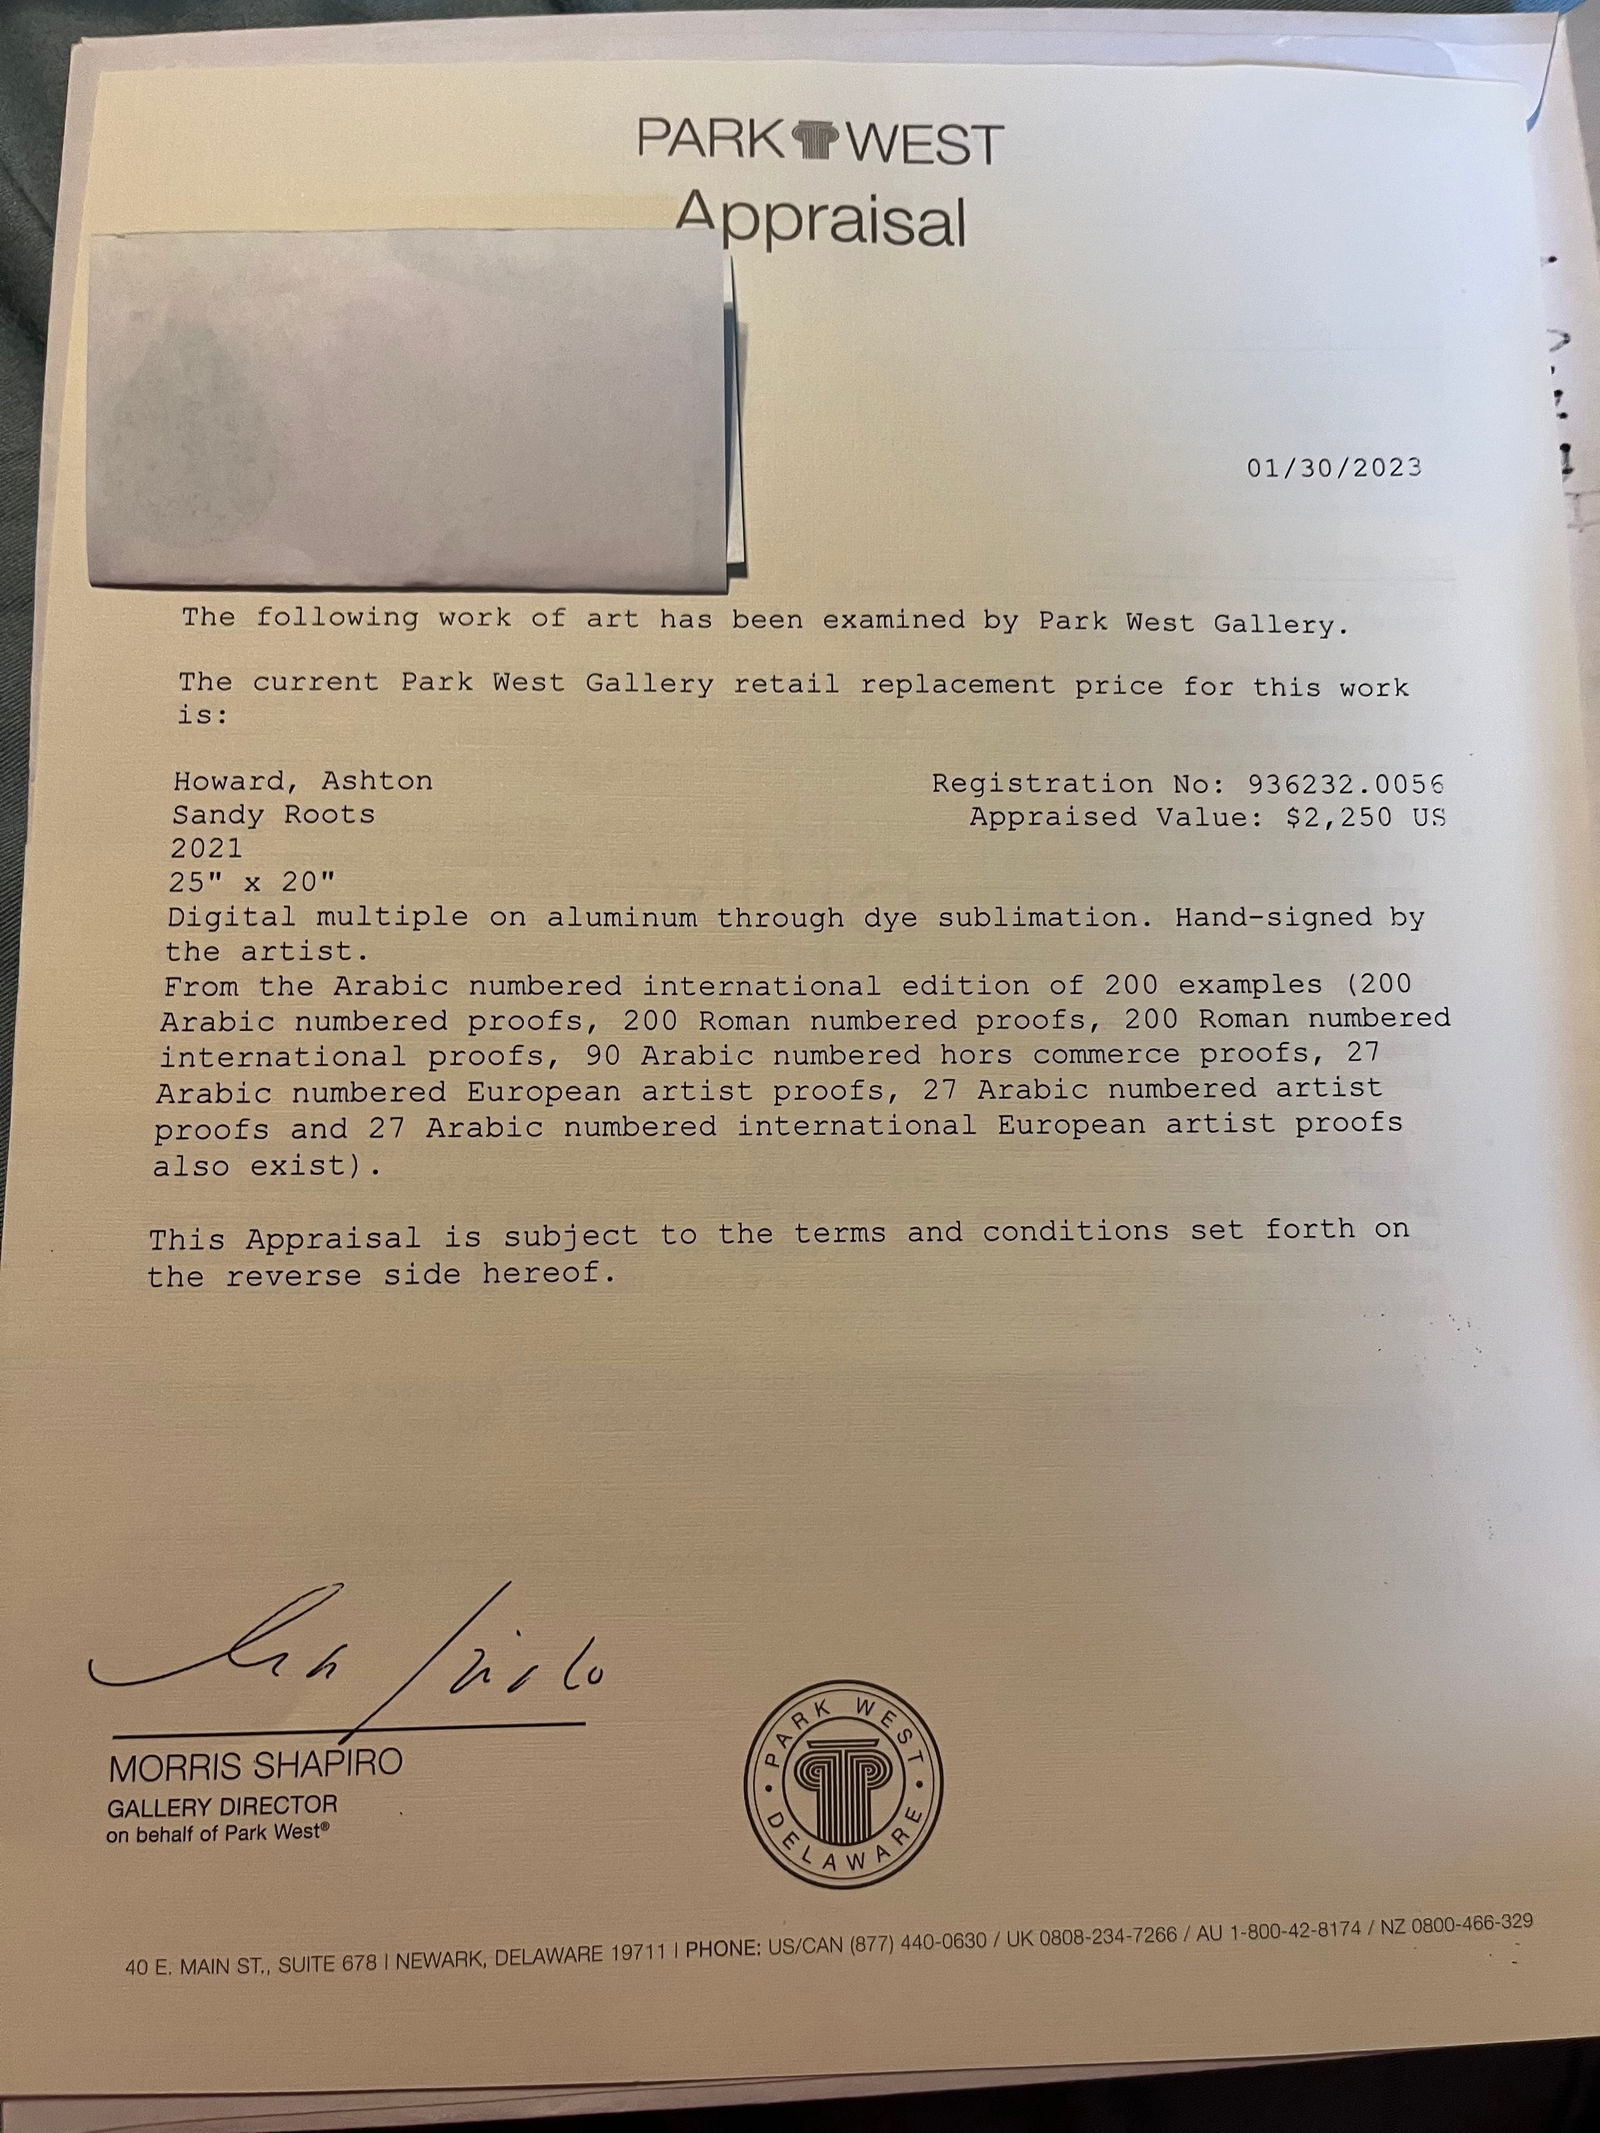 PARK WEST
Appraisal
01/30/2023
The following work of art has been examined by Park West Gallery.
The current Park West Gallery retail replacement price for this work
is:
Howard, Ashton
Registration No: 936232.0056
Sandy Roots
Appraised Value: $2,250 US
2021
25" x 20"
Digital multiple on aluminum through dye sublimation. Hand-signed by
the artist.
From the Arabic numbered international edition of 200 examples (200
Arabic numbered proofs, 200 Roman numbered proofs, 200 Roman numbered
international proofs, 90 Arabic numbered hors commerce proofs, 27
Arabic numbered European artist proofs, 27 Arabic numbered artist
proofs and 27 Arabic numbered international European artist proofs
also exist).
This Appraisal is subject to the terms and conditions set forth on
the reverse side hereof.
MORRIS SHAPIRO
GALLERY DIRECTOR
on behalf of Park West®
PARK WEST
DELAWARE
40 E. MAIN ST., SUITE 678 | NEWARK, DELAWARE 19711 | PHONE: US/CAN (877) 440-0630 / UK 0808-234-7266 / AU 1-800-42-8174 / NZ 0800-466-329